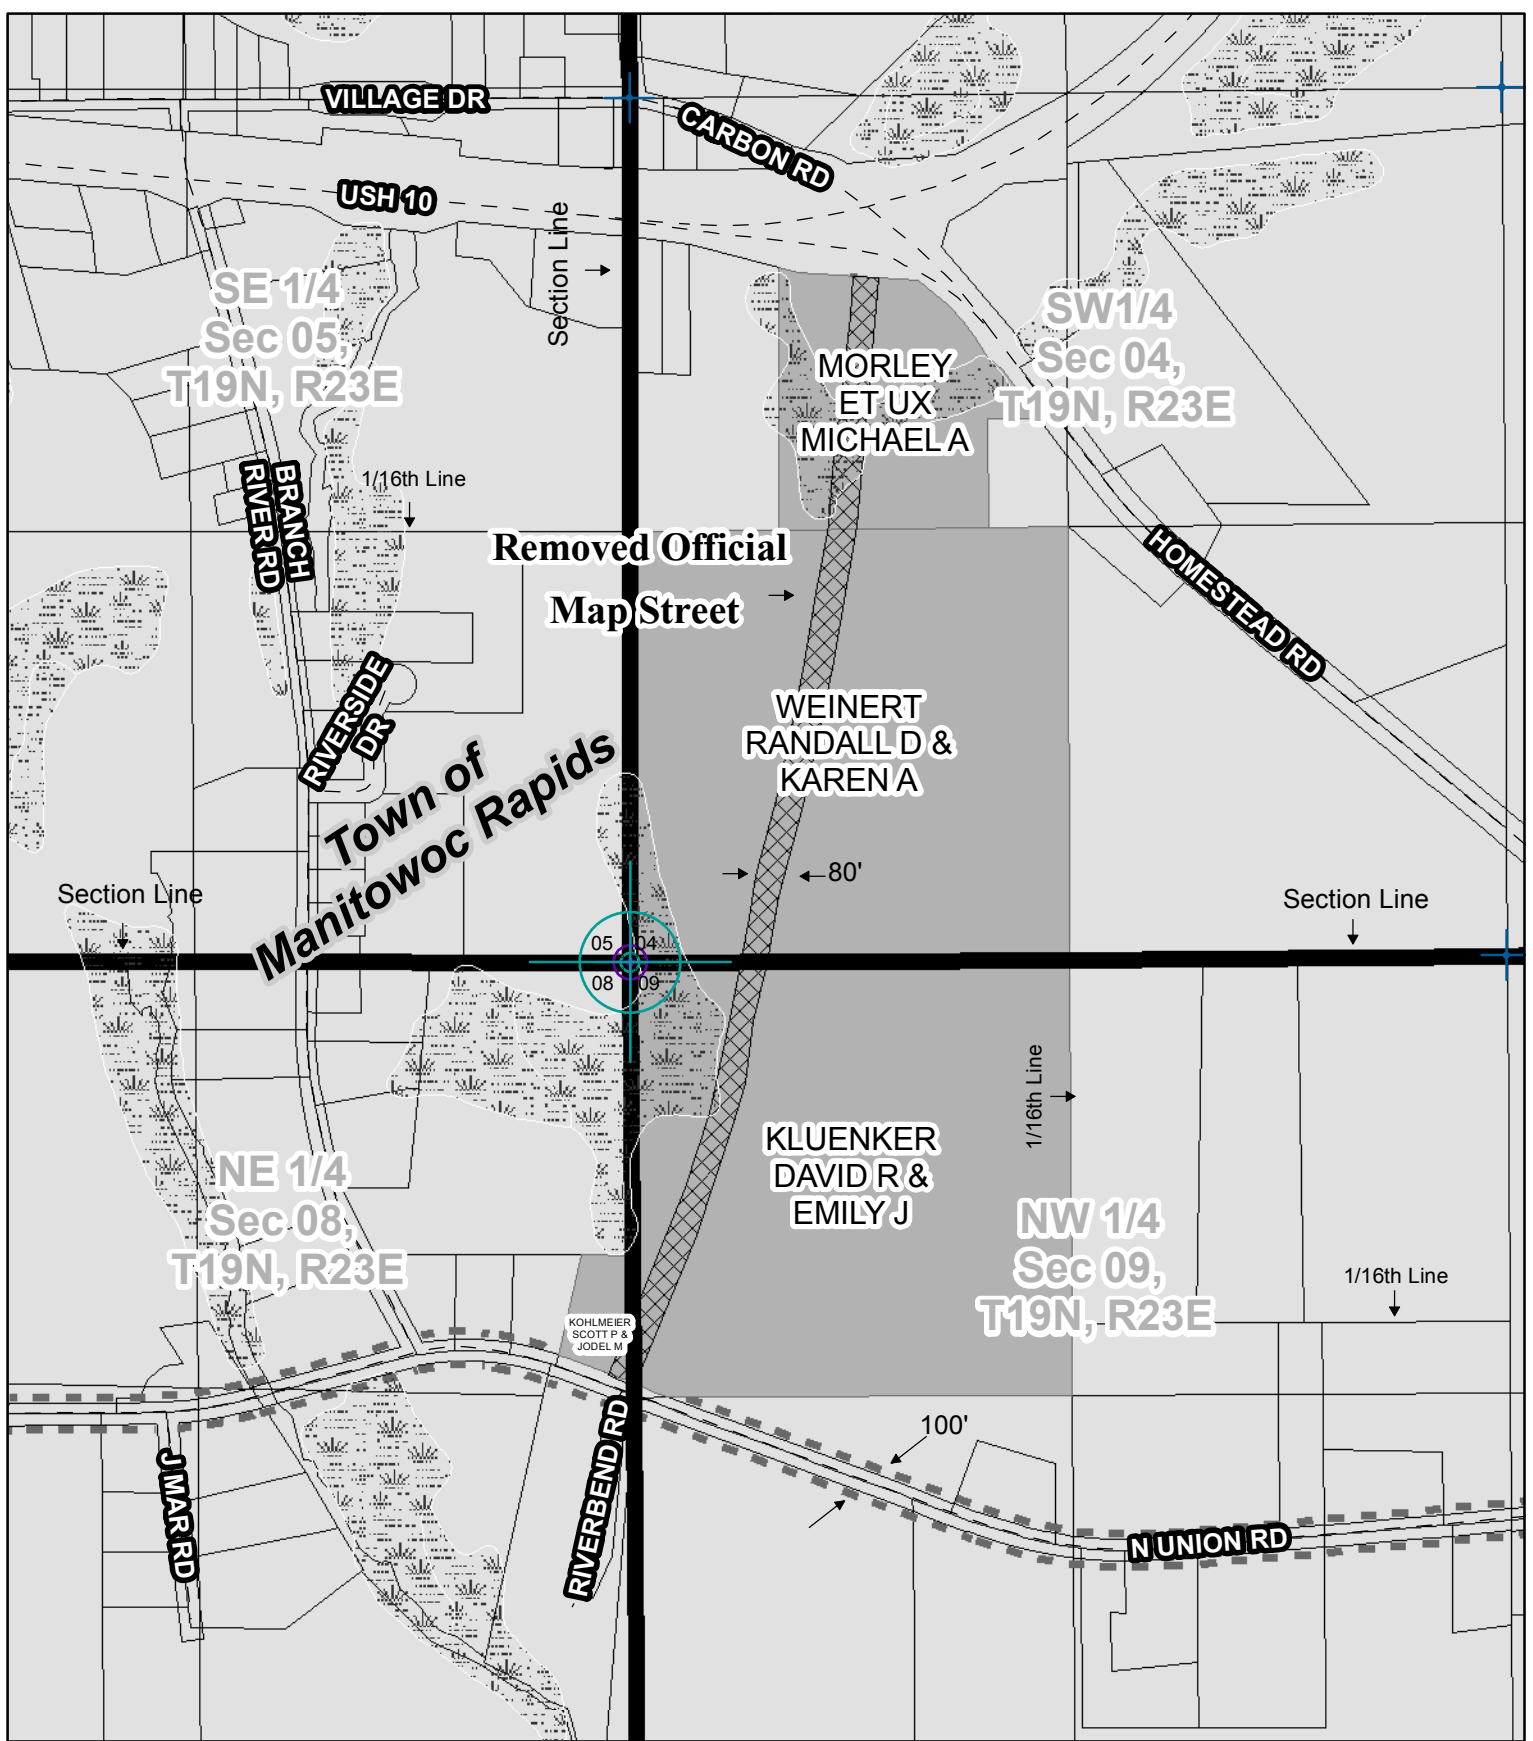 VILLAGE DR
CARBON RD
USH 10
Section Line
SE 1/4
Sec 05,
T19N, R23E
SW1/4
Sec 04,
T19N, R23E
MORLEY
ET UX
MICHAEL A
1/16th Line
BRANCH
RIVER RD
Removed Official
Map Street
HOMESTEAD RD
RIVERSIDE
DR
WEINERT
RANDALL D &
KAREN A
Town of
Manitowoc Rapids
80'
Section Line
Section Line
05 04
08 09
1/16th Line
KLUENKER
DAVID R &
EMILY J
NE 1/4
Sec 08,
T19N, R23E
NW 1/4
Sec 09,
T19N, R23E
1/16th Line
KOHLMEIER
SCOTT P &
JODEL M
100'
RIVERBEND RD
J MAR RD
N UNION RD